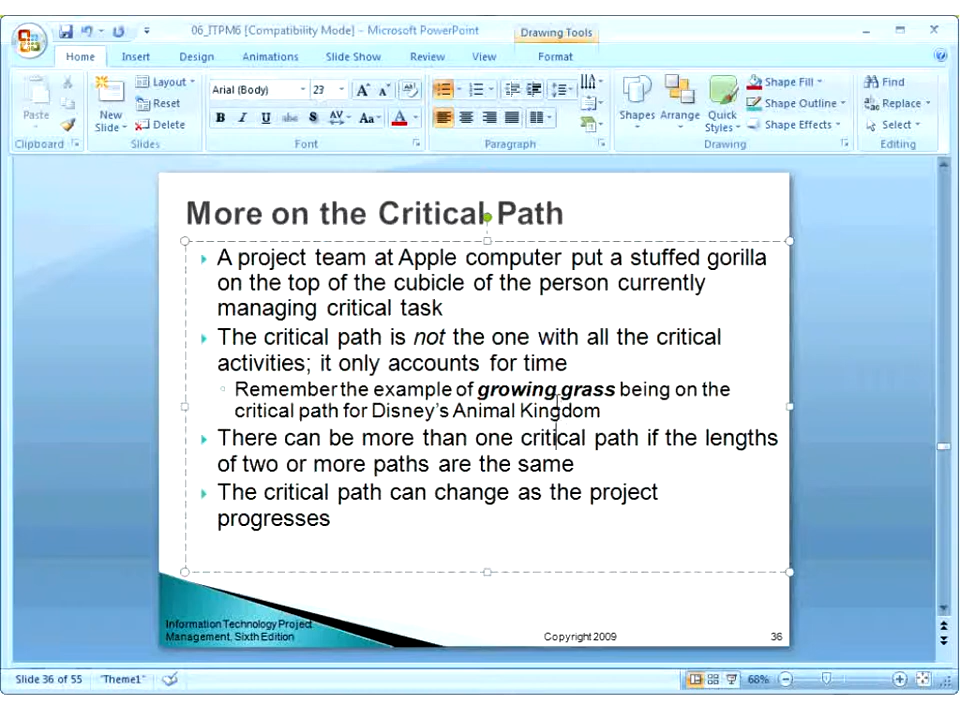 06_ITPM6 [Compatibility Mode] - Microsoft PowerPoint
Drawing Tools
Home Insert Design Animations Slide Show Review View Format
Paste
Clipboard
New Slide
Layout
Reset
Delete
Slides
Arial (Body) 23
B I U abc S AV Aa A
Font
Paragraph
Shapes
Arrange
Quick Styles
Shape Fill
Shape Outline
Shape Effects
Drawing
Find
Replace
Select
Editing
More on the Critical Path
A project team at Apple computer put a stuffed gorilla
on the top of the cubicle of the person currently
managing critical task
The critical path is not the one with all the critical
activities; it only accounts for time
Remember the example of growing grass being on the
critical path for Disney's Animal Kingdom
There can be more than one critical path if the lengths
of two or more paths are the same
The critical path can change as the project
progresses
Information Technology Project
Management, Sixth Edition
Copyright 2009
36
Slide 36 of 55 "Theme1" 68%